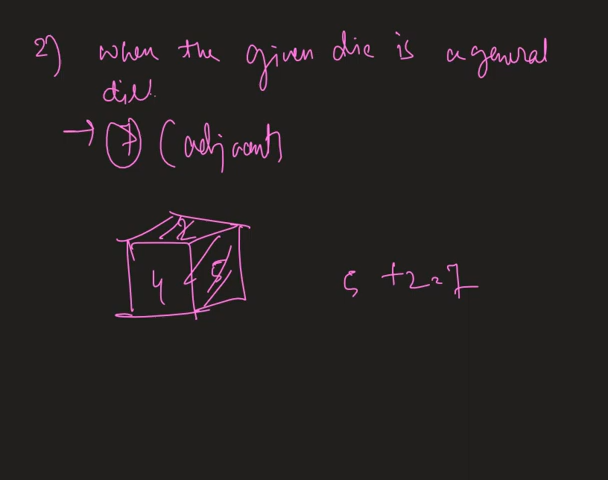 2) when the given die is a general
die.
→ 7 (adjacent)
2
4 5
5 + 2 = 7